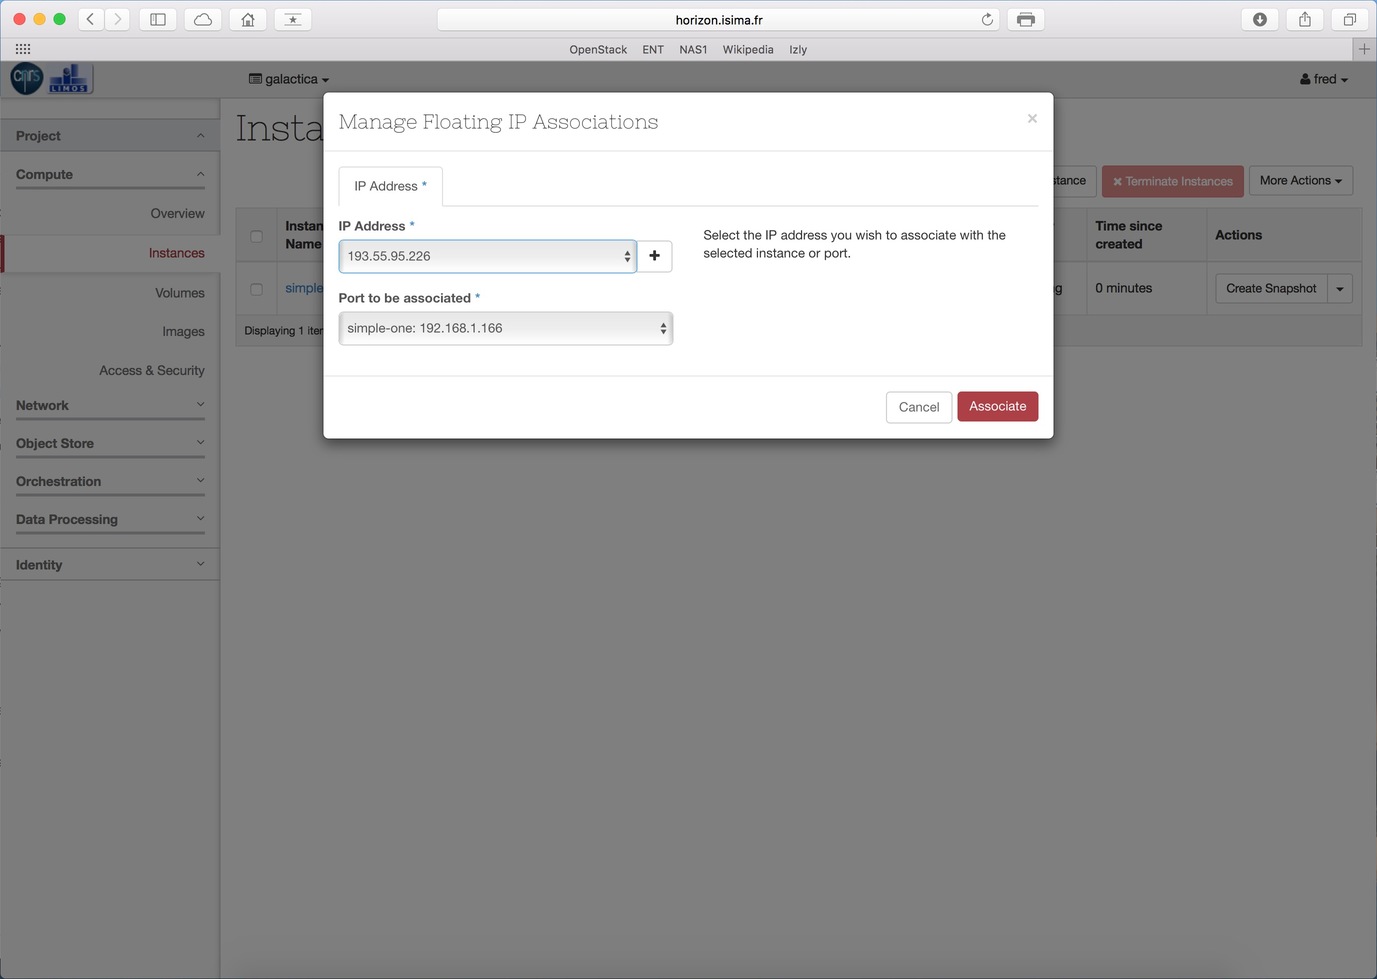 horizon.isima.fr
OpenStack ENT NAS1 Wikipedia Izly
cnrs LIMOS
galactica
fred
Insta
Manage Floating IP Associations
×
Project
Compute
Overview
Instances
Volumes
Images
Access & Security
Network
Object Store
Orchestration
Data Processing
Identity
stance
Terminate Instances
More Actions
Instan
Name
Time since
created
Actions
simple
g
0 minutes
Create Snapshot
Displaying 1 iter
IP Address *
IP Address *
193.55.95.226
+
Select the IP address you wish to associate with the
selected instance or port.
Port to be associated *
simple-one: 192.168.1.166
Cancel
Associate